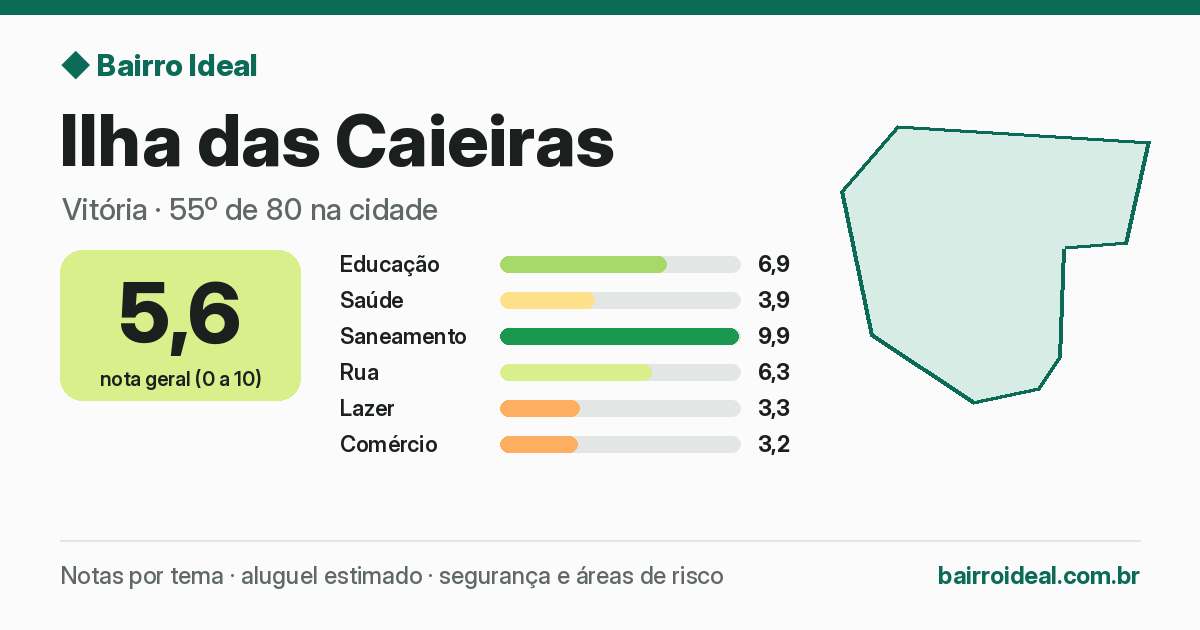 Bairro Ideal
Ilha das Caieiras
Vitória · 55º de 80 na cidade
5,6
nota geral (0 a 10)
Educação 6,9
Saúde 3,9
Saneamento 9,9
Rua 6,3
Lazer 3,3
Comércio 3,2
Notas por tema · aluguel estimado · segurança e áreas de risco
bairroideal.com.br